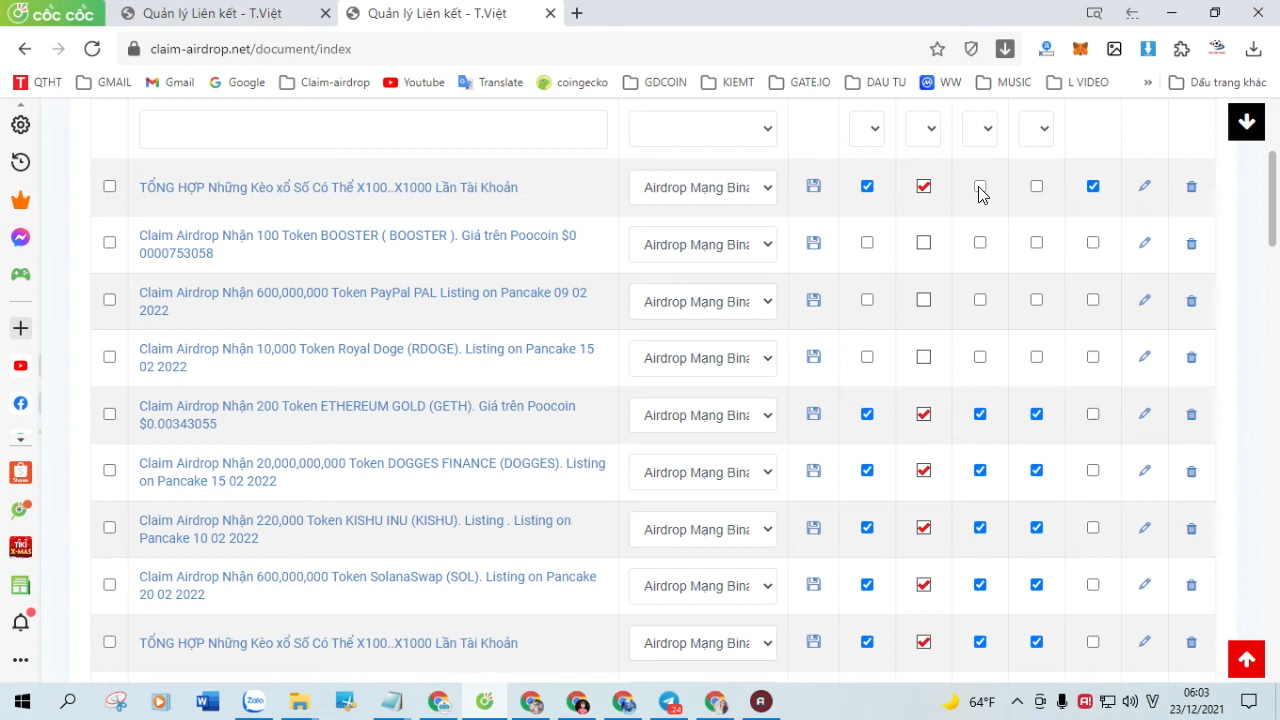 cốc cốc
Quản lý liên kết - T.Việt
Quản lý liên kết - T.Việt
claim-airdrop.net/document/index
QTHT
GMAIL
Gmail
Google
Claim-airdrop
Youtube
Translate
coingecko
GDCOIN
KIEMT
GATE.IO
DAU TU
WW
MUSIC
L VIDEO
»
Dấu trang khác
TỔNG HỢP Những Kèo xổ Số Có Thể X100..X1000 Lần Tài Khoản
Airdrop Mạng Bina
Claim Airdrop Nhận 100 Token BOOSTER ( BOOSTER ). Giá trên Poocoin $0
0000753058
Airdrop Mạng Bina
Claim Airdrop Nhận 600,000,000 Token PayPal PAL Listing on Pancake 09 02
2022
Airdrop Mạng Bina
Claim Airdrop Nhận 10,000 Token Royal Doge (RDOGE). Listing on Pancake 15
02 2022
Airdrop Mạng Bina
Claim Airdrop Nhận 200 Token ETHEREUM GOLD (GETH). Giá trên Poocoin
$0.00343055
Airdrop Mạng Bina
Claim Airdrop Nhận 20,000,000,000 Token DOGGES FINANCE (DOGGES). Listing
on Pancake 15 02 2022
Airdrop Mạng Bina
Claim Airdrop Nhận 220,000 Token KISHU INU (KISHU). Listing . Listing on
Pancake 10 02 2022
Airdrop Mạng Bina
Claim Airdrop Nhận 600,000,000 Token SolanaSwap (SOL). Listing on Pancake
20 02 2022
Airdrop Mạng Bina
TỔNG HỢP Những Kèo xổ Số Có Thể X100..X1000 Lần Tài Khoản
Airdrop Mạng Bina
Zalo
24
64°F
06:03
23/12/2021